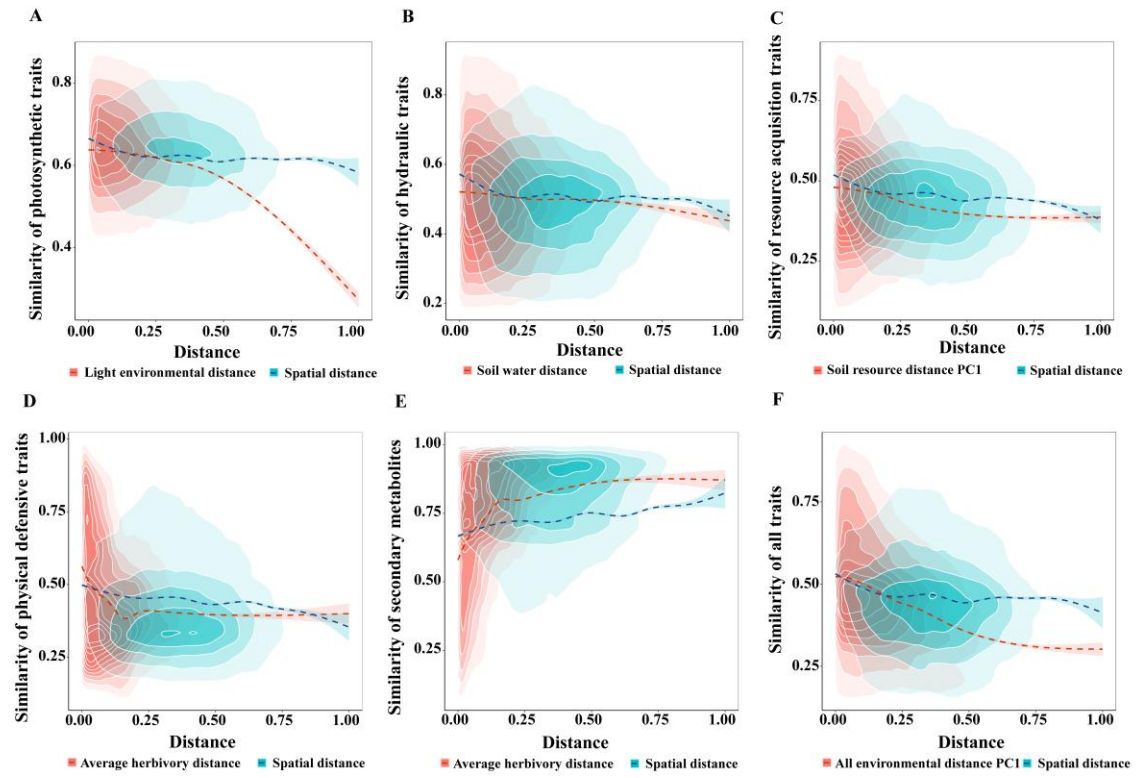 A
B
C
Similarity of photosynthetic traits
0.8
0.6
0.4
0.00 0.25 0.50 0.75 1.00
Distance
Light environmental distance Spatial distance
Similarity of hydraulic traits
0.8
0.6
0.4
0.2
0.00 0.25 0.50 0.75 1.00
Distance
Soil water distance Spatial distance
Similarity of resource acquisition traits
0.75
0.50
0.25
0.00 0.25 0.50 0.75 1.00
Distance
Soil resource distance PC1 Spatial distance
D
E
F
Similarity of physical defensive traits
1.00
0.75
0.50
0.25
0.00 0.25 0.50 0.75 1.00
Distance
Average herbivory distance Spatial distance
Similarity of secondary metabolites
1.00
0.75
0.50
0.25
0.00 0.25 0.50 0.75 1.00
Distance
Average herbivory distance Spatial distance
Similarity of all traits
0.75
0.50
0.25
0.00 0.25 0.50 0.75 1.00
Distance
All environmental distance PC1 Spatial distance